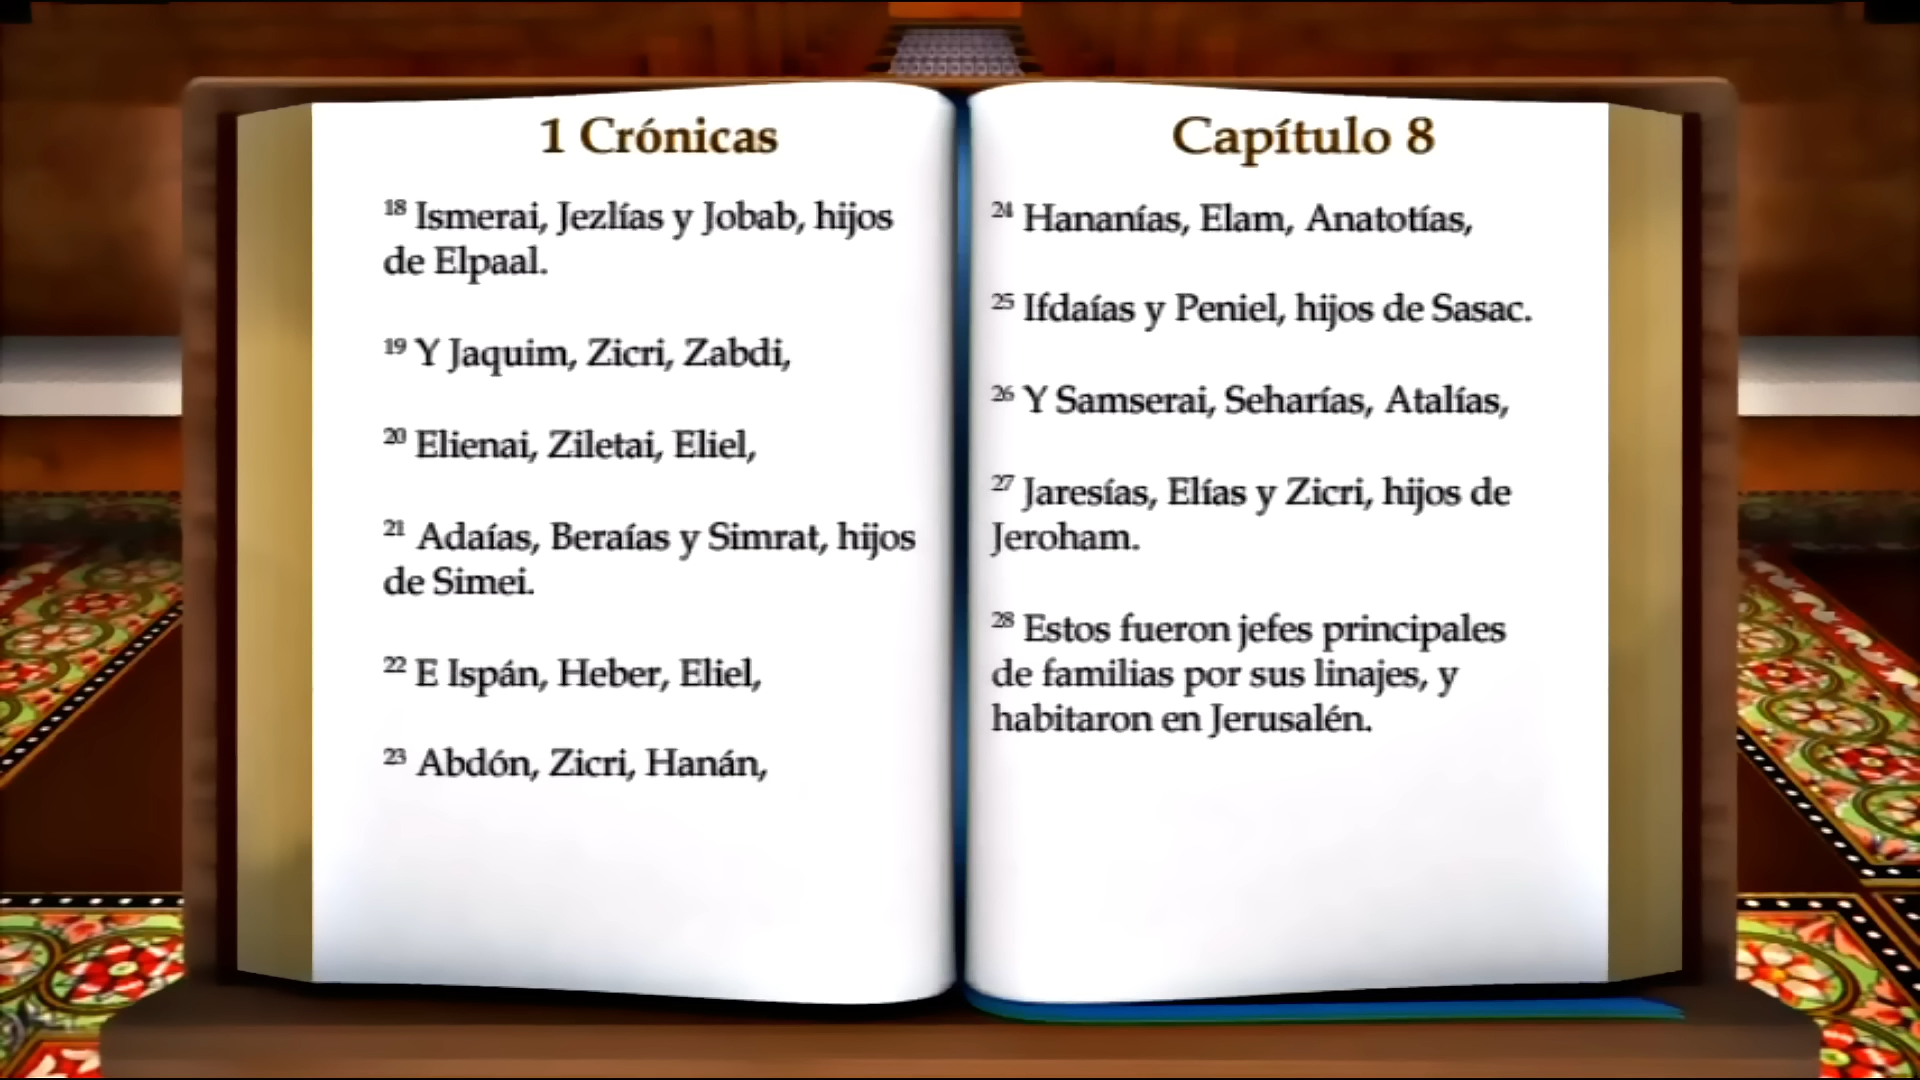 1 Crónicas
18 Ismerai, Jezlías y Jobab, hijos
de Elpaal.
19 Y Jaquim, Zicri, Zabdi,
20 Elienai, Ziletai, Eliel,
21 Adaías, Beraías y Simrat, hijos
de Simei.
22 E Ispán, Heber, Eliel,
23 Abdón, Zicri, Hanán,
Capítulo 8
24 Hananías, Elam, Anatotías,
25 Ifdaías y Peniel, hijos de Sasac.
26 Y Samserai, Seharías, Atalías,
27 Jaresías, Elías y Zicri, hijos de
Jeroham.
28 Estos fueron jefes principales
de familias por sus linajes, y
habitaron en Jerusalén.